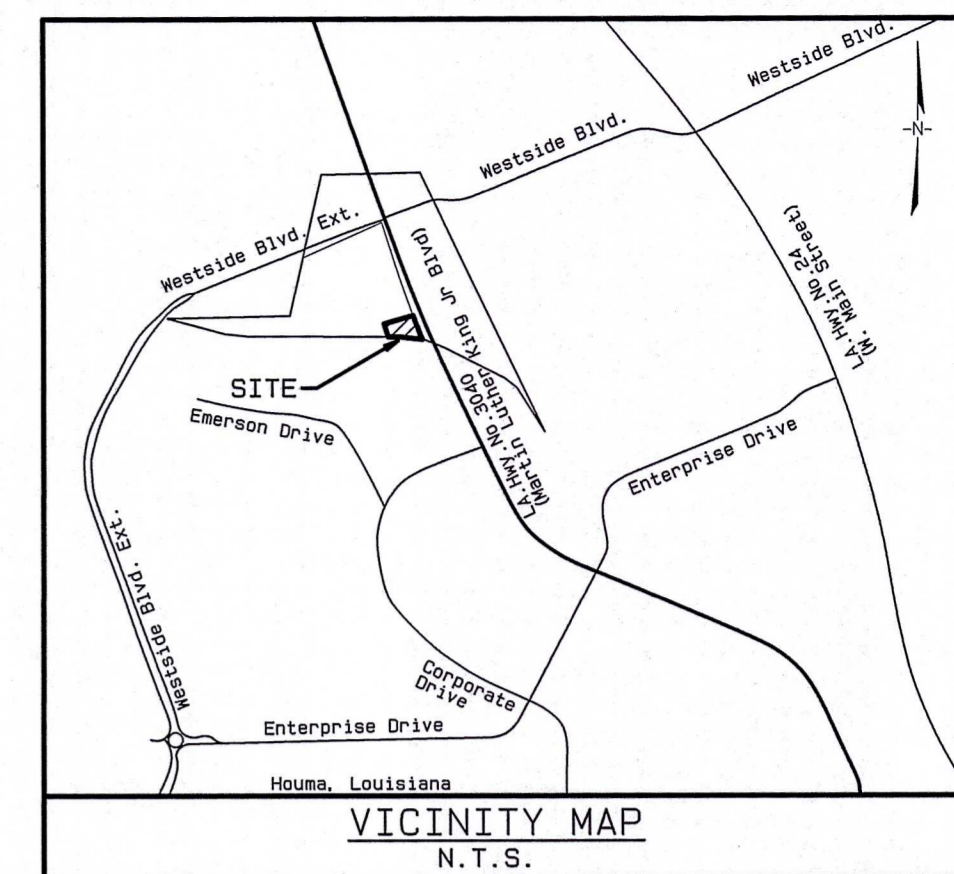 Westside Blvd.
-N-
Westside Blvd.
Westside Blvd. Ext.
LA. Hwy. No. 24
(W. Main Street)
LA. Hwy. No. 3040
(Martin Luther King Jr Blvd)
SITE
Emerson Drive
Enterprise Drive
Westside Blvd. Ext.
Corporate
Drive
Enterprise Drive
Houma, Louisiana
VICINITY MAP
N.T.S.